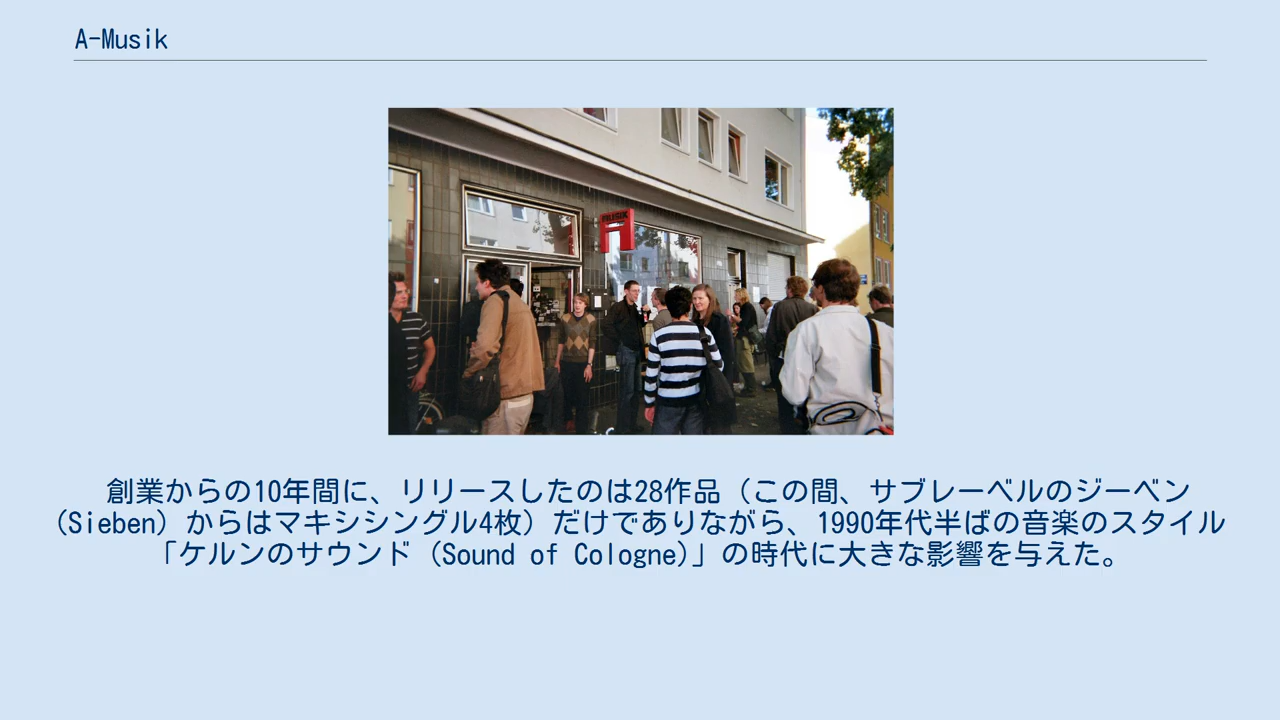 A-Musik
創業からの10年間に、リリースしたのは28作品（この間、サブレーベルのジーベン
（Sieben）からはマキシシングル4枚）だけでありながら、1990年代半ばの音楽のスタイル
「ケルンのサウンド（Sound of Cologne)」の時代に大きな影響を与えた。